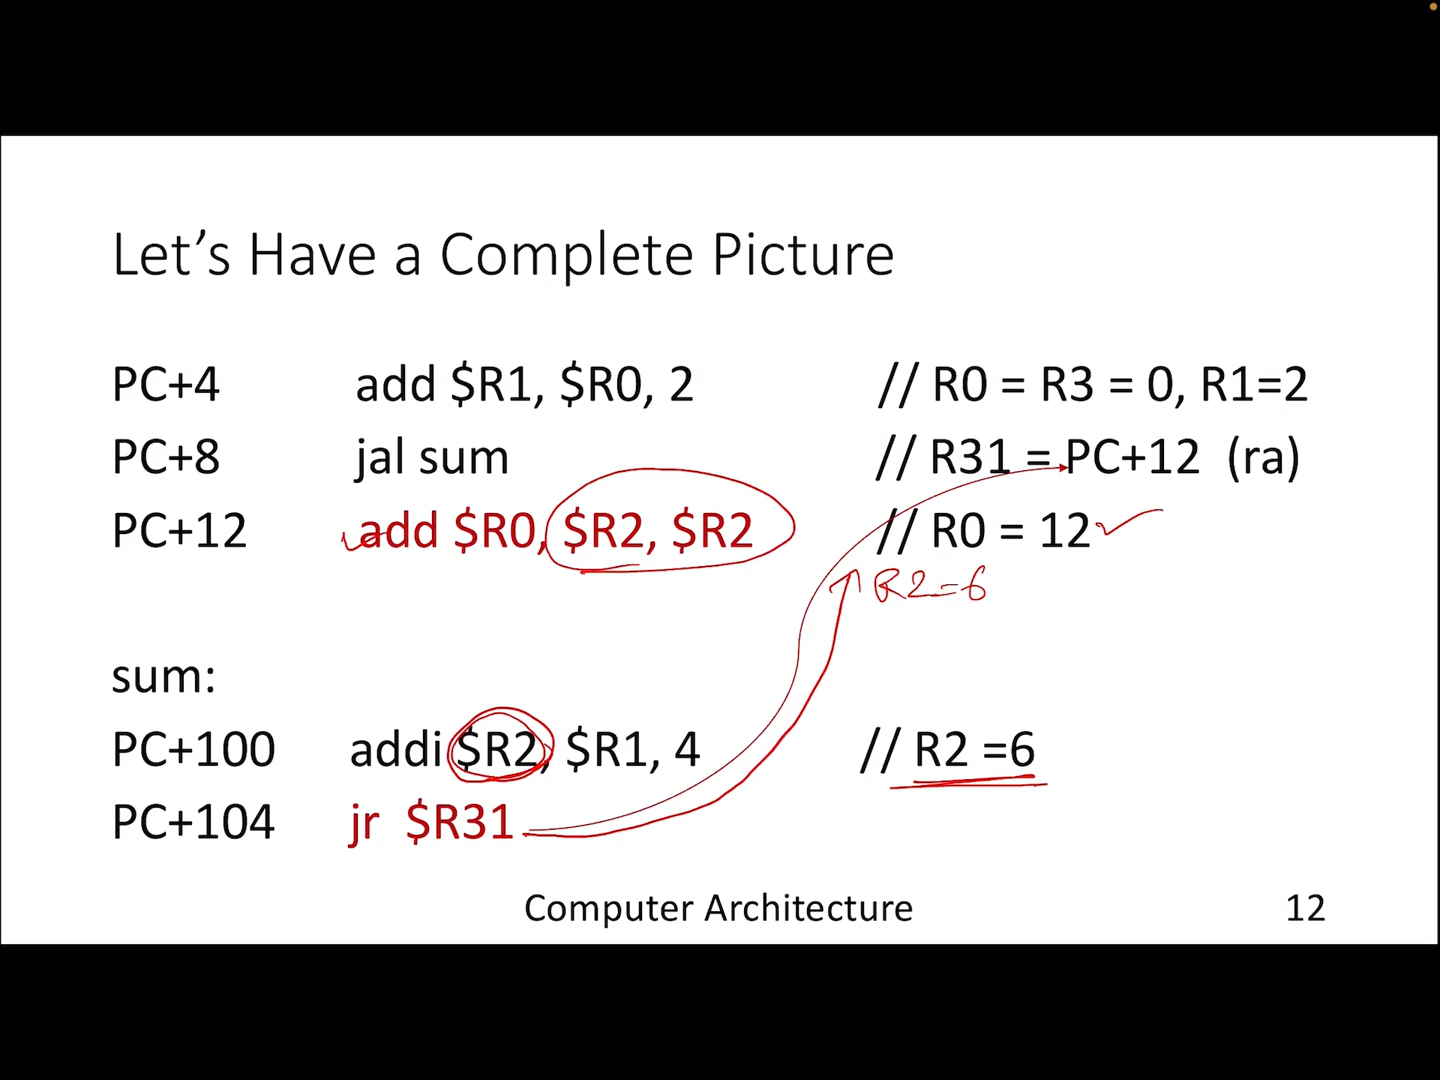 Let’s Have a Complete Picture
PC+4 add $R1, $R0, 2 // R0 = R3 = 0, R1=2
PC+8 jal sum // R31 = PC+12 (ra)
PC+12 add $R0, $R2, $R2 // R0 = 12
R2=6
sum:
PC+100 addi $R2, $R1, 4 // R2 =6
PC+104 jr $R31
Computer Architecture 12